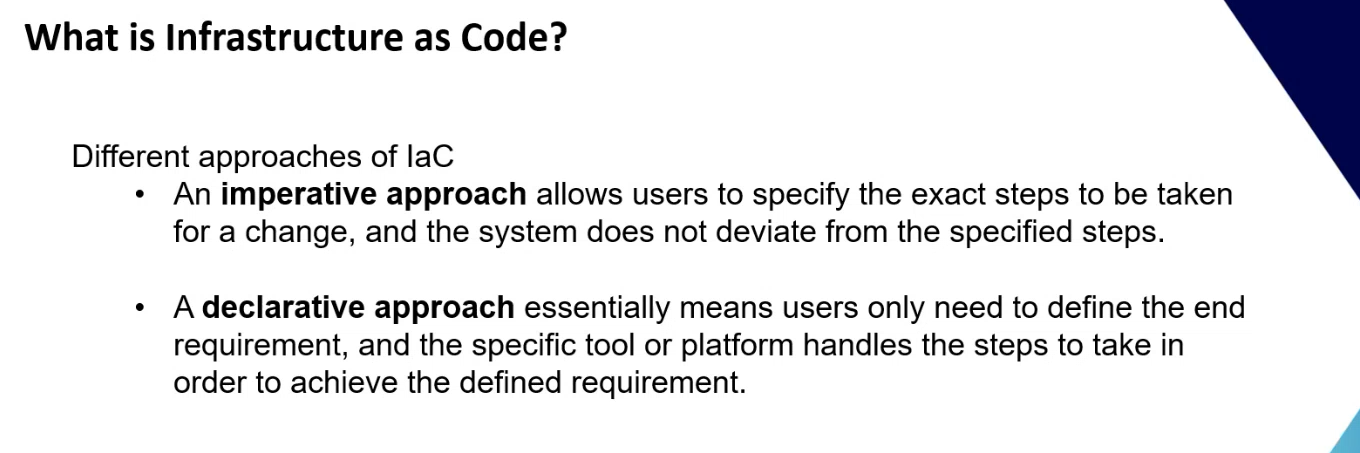 What is Infrastructure as Code?
Different approaches of IaC
• An imperative approach allows users to specify the exact steps to be taken
for a change, and the system does not deviate from the specified steps.
• A declarative approach essentially means users only need to define the end
requirement, and the specific tool or platform handles the steps to take in
order to achieve the defined requirement.